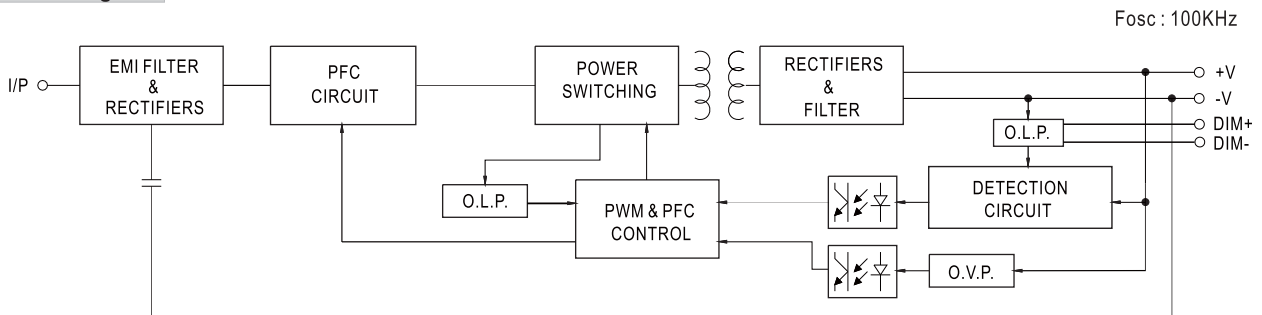 Fosc : 100KHz
I/P
EMI FILTER
&
RECTIFIERS
PFC
CIRCUIT
POWER
SWITCHING
RECTIFIERS
&
FILTER
+V
-V
DIM+
DIM-
O.L.P.
O.L.P.
PWM & PFC
CONTROL
DETECTION
CIRCUIT
O.V.P.